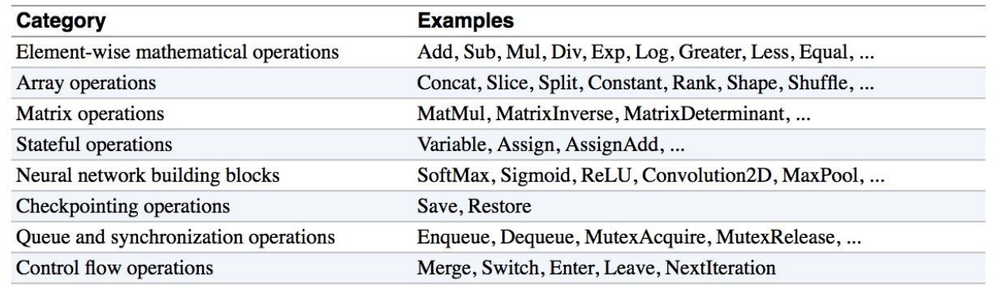 Category Examples
Element-wise mathematical operations Add, Sub, Mul, Div, Exp, Log, Greater, Less, Equal, ...
Array operations Concat, Slice, Split, Constant, Rank, Shape, Shuffle, ...
Matrix operations MatMul, MatrixInverse, MatrixDeterminant, ...
Stateful operations Variable, Assign, AssignAdd, ...
Neural network building blocks SoftMax, Sigmoid, ReLU, Convolution2D, MaxPool, ...
Checkpointing operations Save, Restore
Queue and synchronization operations Enqueue, Dequeue, MutexAcquire, MutexRelease, ...
Control flow operations Merge, Switch, Enter, Leave, NextIteration